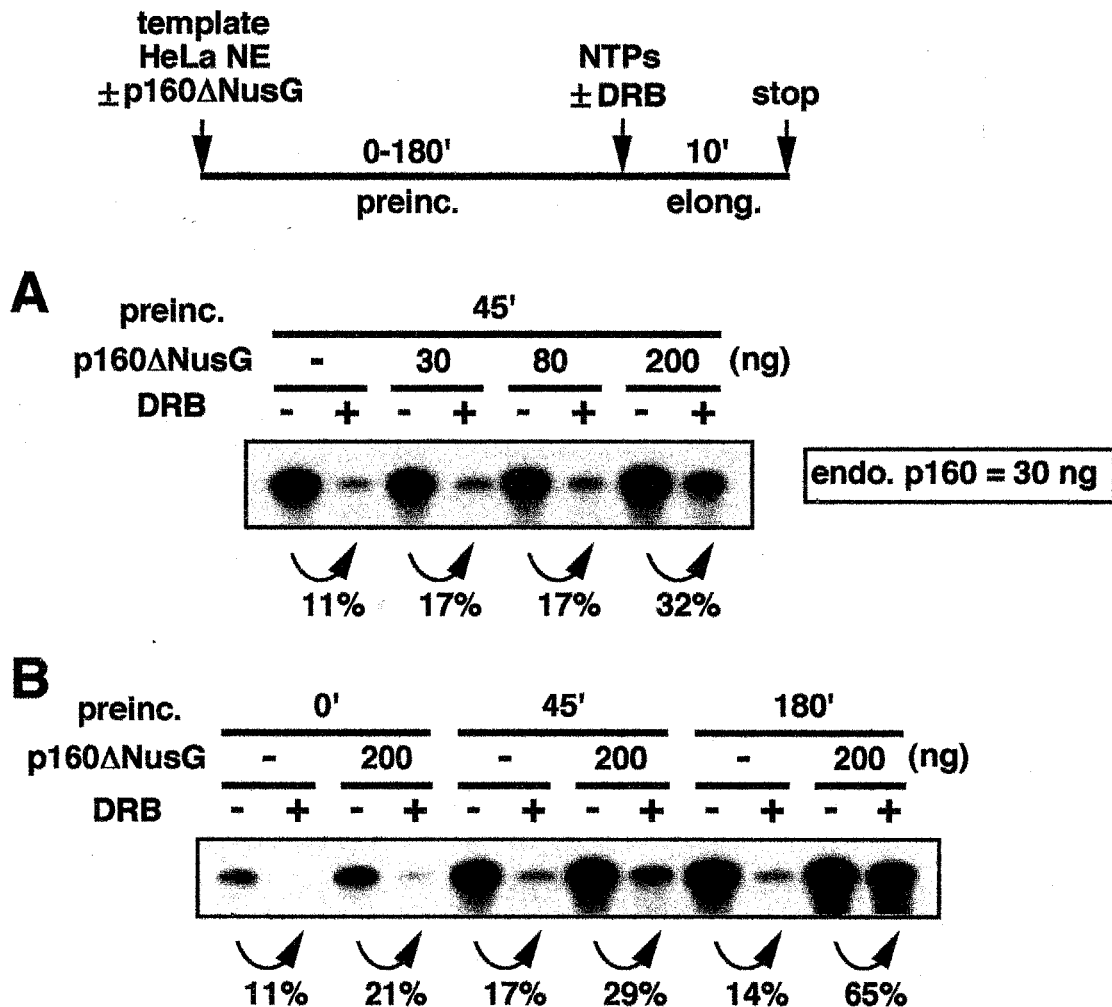 template
HeLa NE
±p160ΔNusG
NTPs
±DRB
stop
0-180'
10'
preinc.
elong.
A
preinc. 45'
p160ΔNusG - 30 80 200 (ng)
DRB - + - + - + - +
endo. p160 = 30 ng
11% 17% 17% 32%
B
preinc. 0' 45' 180'
p160ΔNusG - 200 - 200 - 200 (ng)
DRB - + - + - + - + - + - +
11% 21% 17% 29% 14% 65%